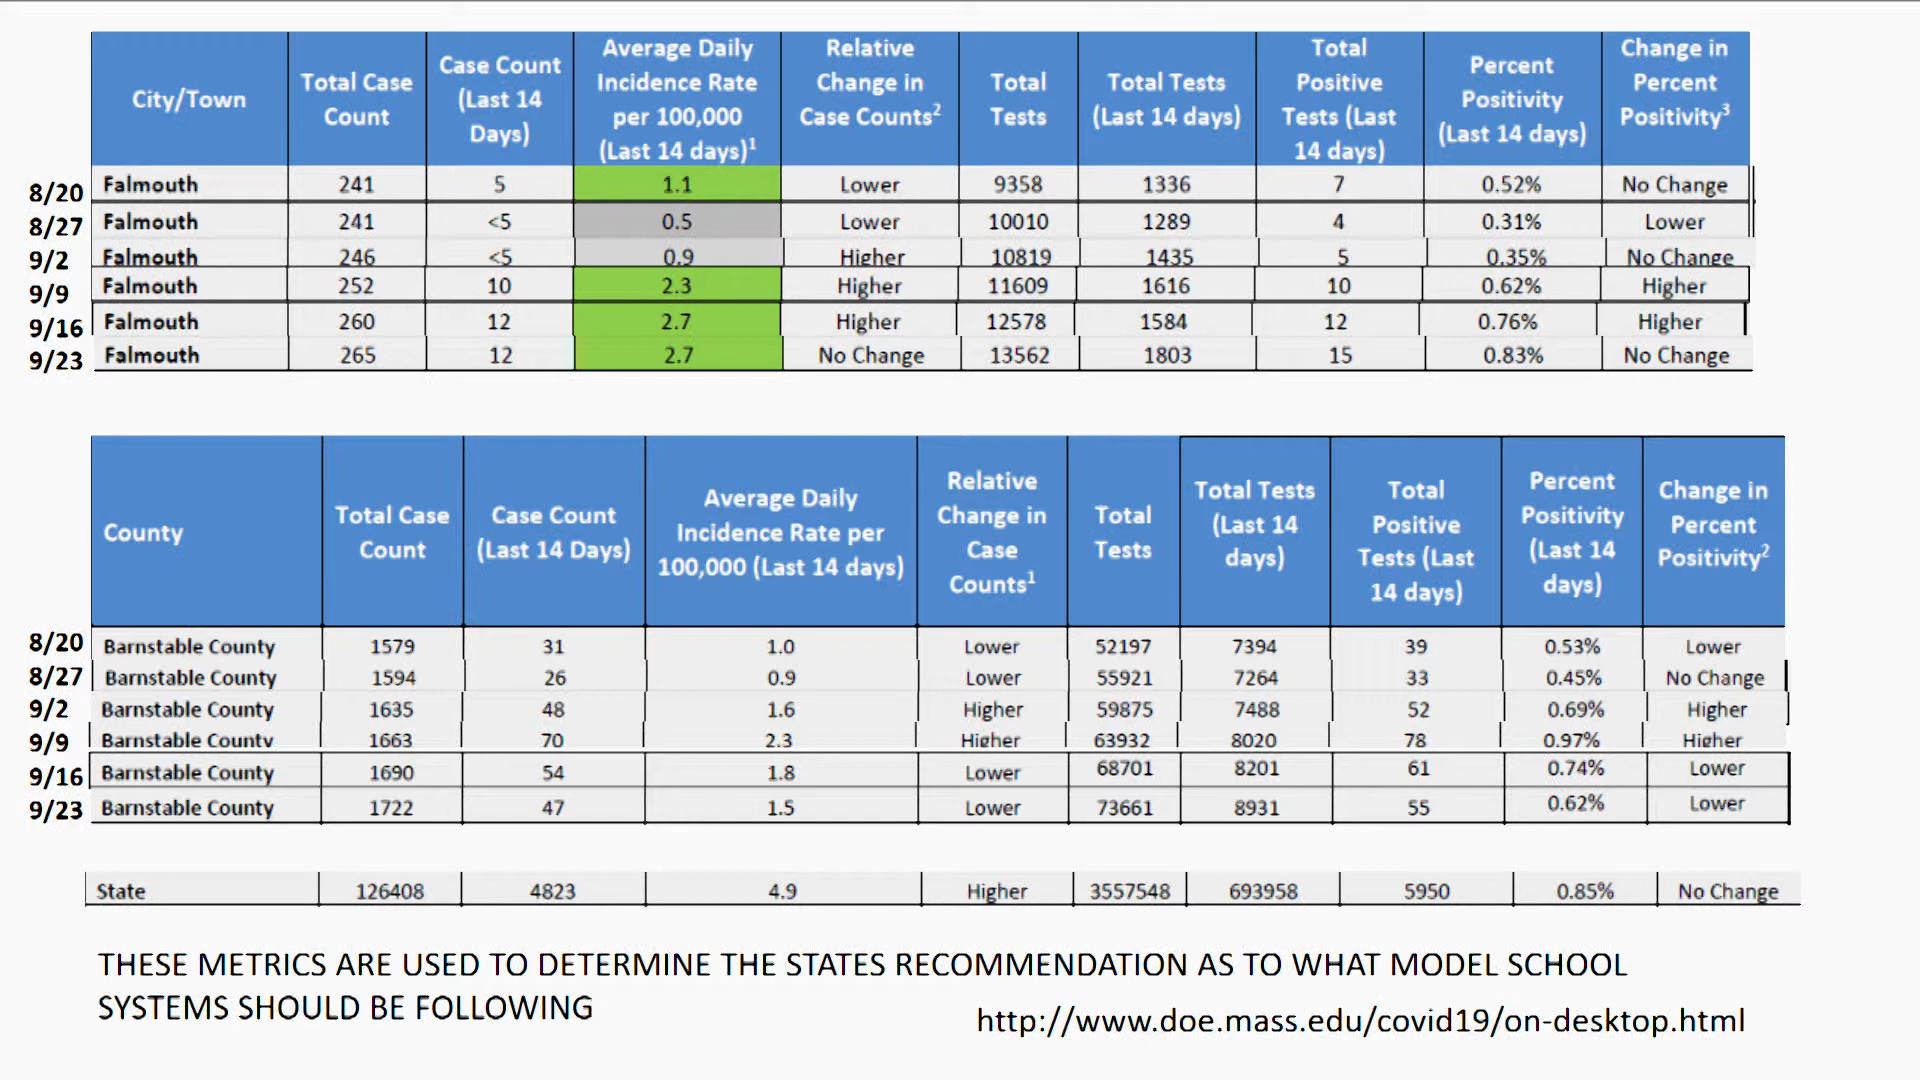 City/Town Total Case Count Case Count (Last 14 Days) Average Daily Incidence Rate per 100,000 (Last 14 days)1 Relative Change in Case Counts2 Total Tests Total Tests (Last 14 days) Total Positive Tests (Last 14 days) Percent Positivity (Last 14 days) Change in Percent Positivity3
8/20 Falmouth 241 5 1.1 Lower 9358 1336 7 0.52% No Change
8/27 Falmouth 241 <5 0.5 Lower 10010 1289 4 0.31% Lower
9/2 Falmouth 246 <5 0.9 Higher 10819 1435 5 0.35% No Change
9/9 Falmouth 252 10 2.3 Higher 11609 1616 10 0.62% Higher
9/16 Falmouth 260 12 2.7 Higher 12578 1584 12 0.76% Higher
9/23 Falmouth 265 12 2.7 No Change 13562 1803 15 0.83% No Change
County Total Case Count Case Count (Last 14 Days) Average Daily Incidence Rate per 100,000 (Last 14 days) Relative Change in Case Counts1 Total Tests Total Tests (Last 14 days) Total Positive Tests (Last 14 days) Percent Positivity (Last 14 days) Change in Percent Positivity2
8/20 Barnstable County 1579 31 1.0 Lower 52197 7394 39 0.53% Lower
8/27 Barnstable County 1594 26 0.9 Lower 55921 7264 33 0.45% No Change
9/2 Barnstable County 1635 48 1.6 Higher 59875 7488 52 0.69% Higher
9/9 Barnstable County 1663 70 2.3 Higher 63932 8020 78 0.97% Higher
9/16 Barnstable County 1690 54 1.8 Lower 68701 8201 61 0.74% Lower
9/23 Barnstable County 1722 47 1.5 Lower 73661 8931 55 0.62% Lower
State 126408 4823 4.9 Higher 3557548 693958 5950 0.85% No Change
THESE METRICS ARE USED TO DETERMINE THE STATES RECOMMENDATION AS TO WHAT MODEL SCHOOL
SYSTEMS SHOULD BE FOLLOWING
http://www.doe.mass.edu/covid19/on-desktop.html